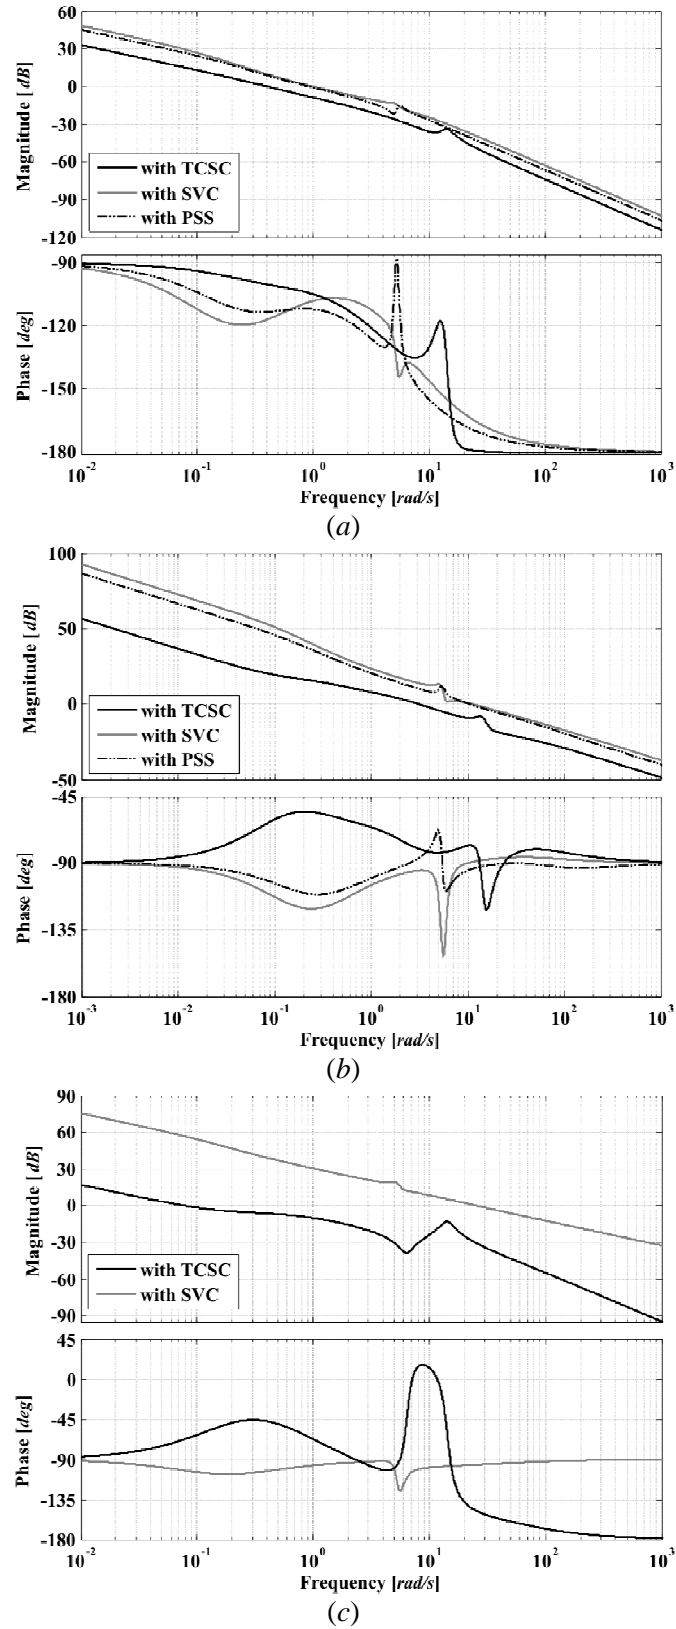 60
30
0
-30
-60
-90
-120
Magnitude [dB]
with TCSC
with SVC
with PSS
-90
-120
-150
-180
Phase [deg]
10^-2 10^-1 10^0 10^1 10^2 10^3
Frequency [rad/s]
(a)
100
50
0
-50
Magnitude [dB]
with TCSC
with SVC
with PSS
-45
-90
-135
-180
Phase [deg]
10^-3 10^-2 10^-1 10^0 10^1 10^2 10^3
Frequency [rad/s]
(b)
90
60
30
0
-30
-60
-90
Magnitude [dB]
with TCSC
with SVC
45
0
-45
-90
-135
-180
Phase [deg]
10^-2 10^-1 10^0 10^1 10^2 10^3
Frequency [rad/s]
(c)